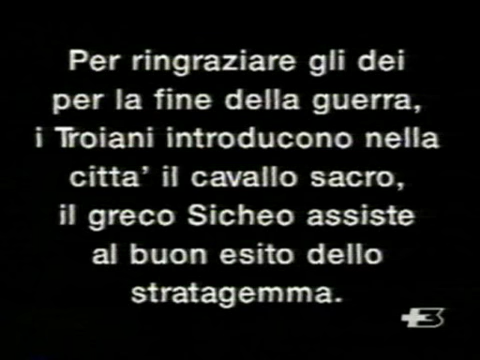 Per ringraziare gli dei
per la fine della guerra,
i Troiani introducono nella
citta' il cavallo sacro,
il greco Sicheo assiste
al buon esito dello
stratagemma.
+3